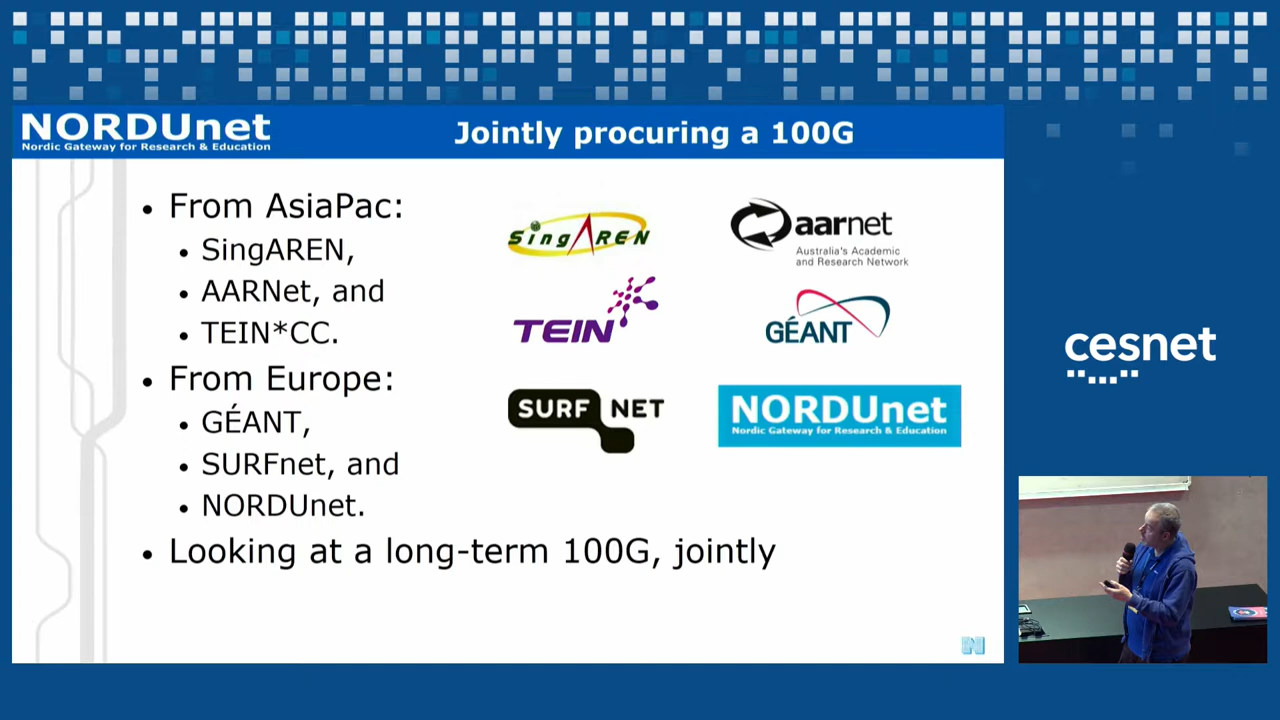 NORDUnet
Nordic Gateway for Research & Education
Jointly procuring a 100G
• From AsiaPac:
• SingAREN,
• AARNet, and
• TEIN*CC.
• From Europe:
• GÉANT,
• SURFnet, and
• NORDUnet.
• Looking at a long-term 100G, jointly
SingAREN
aarnet
Australia's Academic
and Research Network
TEIN
GÉANT
SURF NET
NORDUnet
Nordic Gateway for Research & Education
N
cesnet